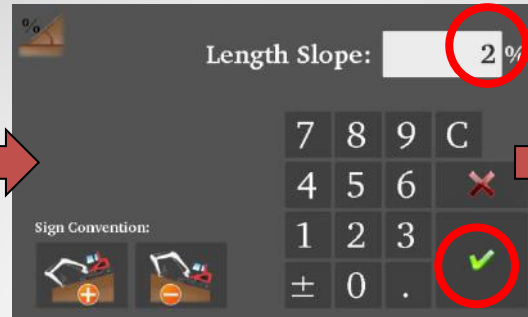 %
Length Slope: 2 %
7 8 9 C
4 5 6
Sign Convention:
1 2 3
± 0 .